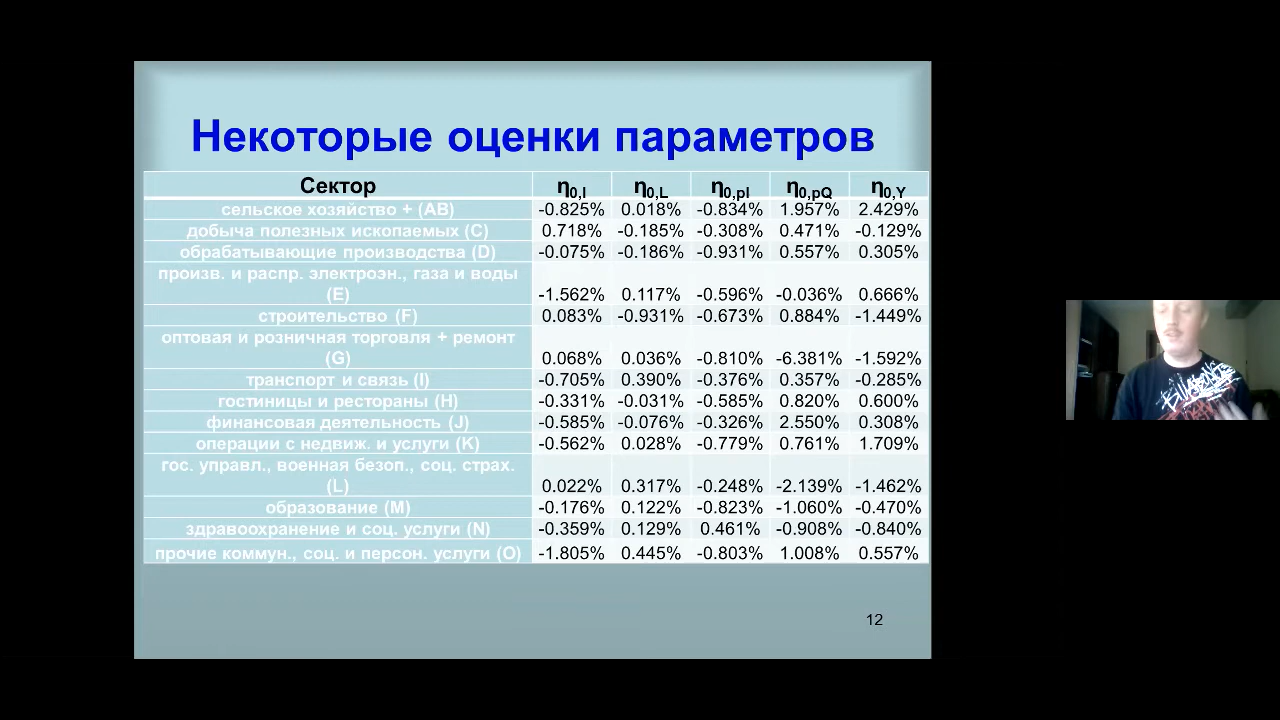 Некоторые оценки параметров
Сектор η0,I η0,L η0,pI η0,pQ η0,Y
сельское хозяйство + (AB) -0.825% 0.018% -0.834% 1.957% 2.429%
добыча полезных ископаемых (C) 0.718% -0.185% -0.308% 0.471% -0.129%
обрабатывающие производства (D) -0.075% -0.186% -0.931% 0.557% 0.305%
произв. и распр. электроэн., газа и воды
(E) -1.562% 0.117% -0.596% -0.036% 0.666%
строительство (F) 0.083% -0.931% -0.673% 0.884% -1.449%
оптовая и розничная торговля + ремонт
(G) 0.068% 0.036% -0.810% -6.381% -1.592%
транспорт и связь (I) -0.705% 0.390% -0.376% 0.357% -0.285%
гостиницы и рестораны (H) -0.331% -0.031% -0.585% 0.820% 0.600%
финансовая деятельность (J) -0.585% -0.076% -0.326% 2.550% 0.308%
операции с недвиж. и услуги (K) -0.562% 0.028% -0.779% 0.761% 1.709%
гос. управл., военная безоп., соц. страх.
(L) 0.022% 0.317% -0.248% -2.139% -1.462%
образование (M) -0.176% 0.122% -0.823% -1.060% -0.470%
здравоохранение и соц. услуги (N) -0.359% 0.129% 0.461% -0.908% -0.840%
прочие коммун., соц. и персон. услуги (O) -1.805% 0.445% -0.803% 1.008% 0.557%
12